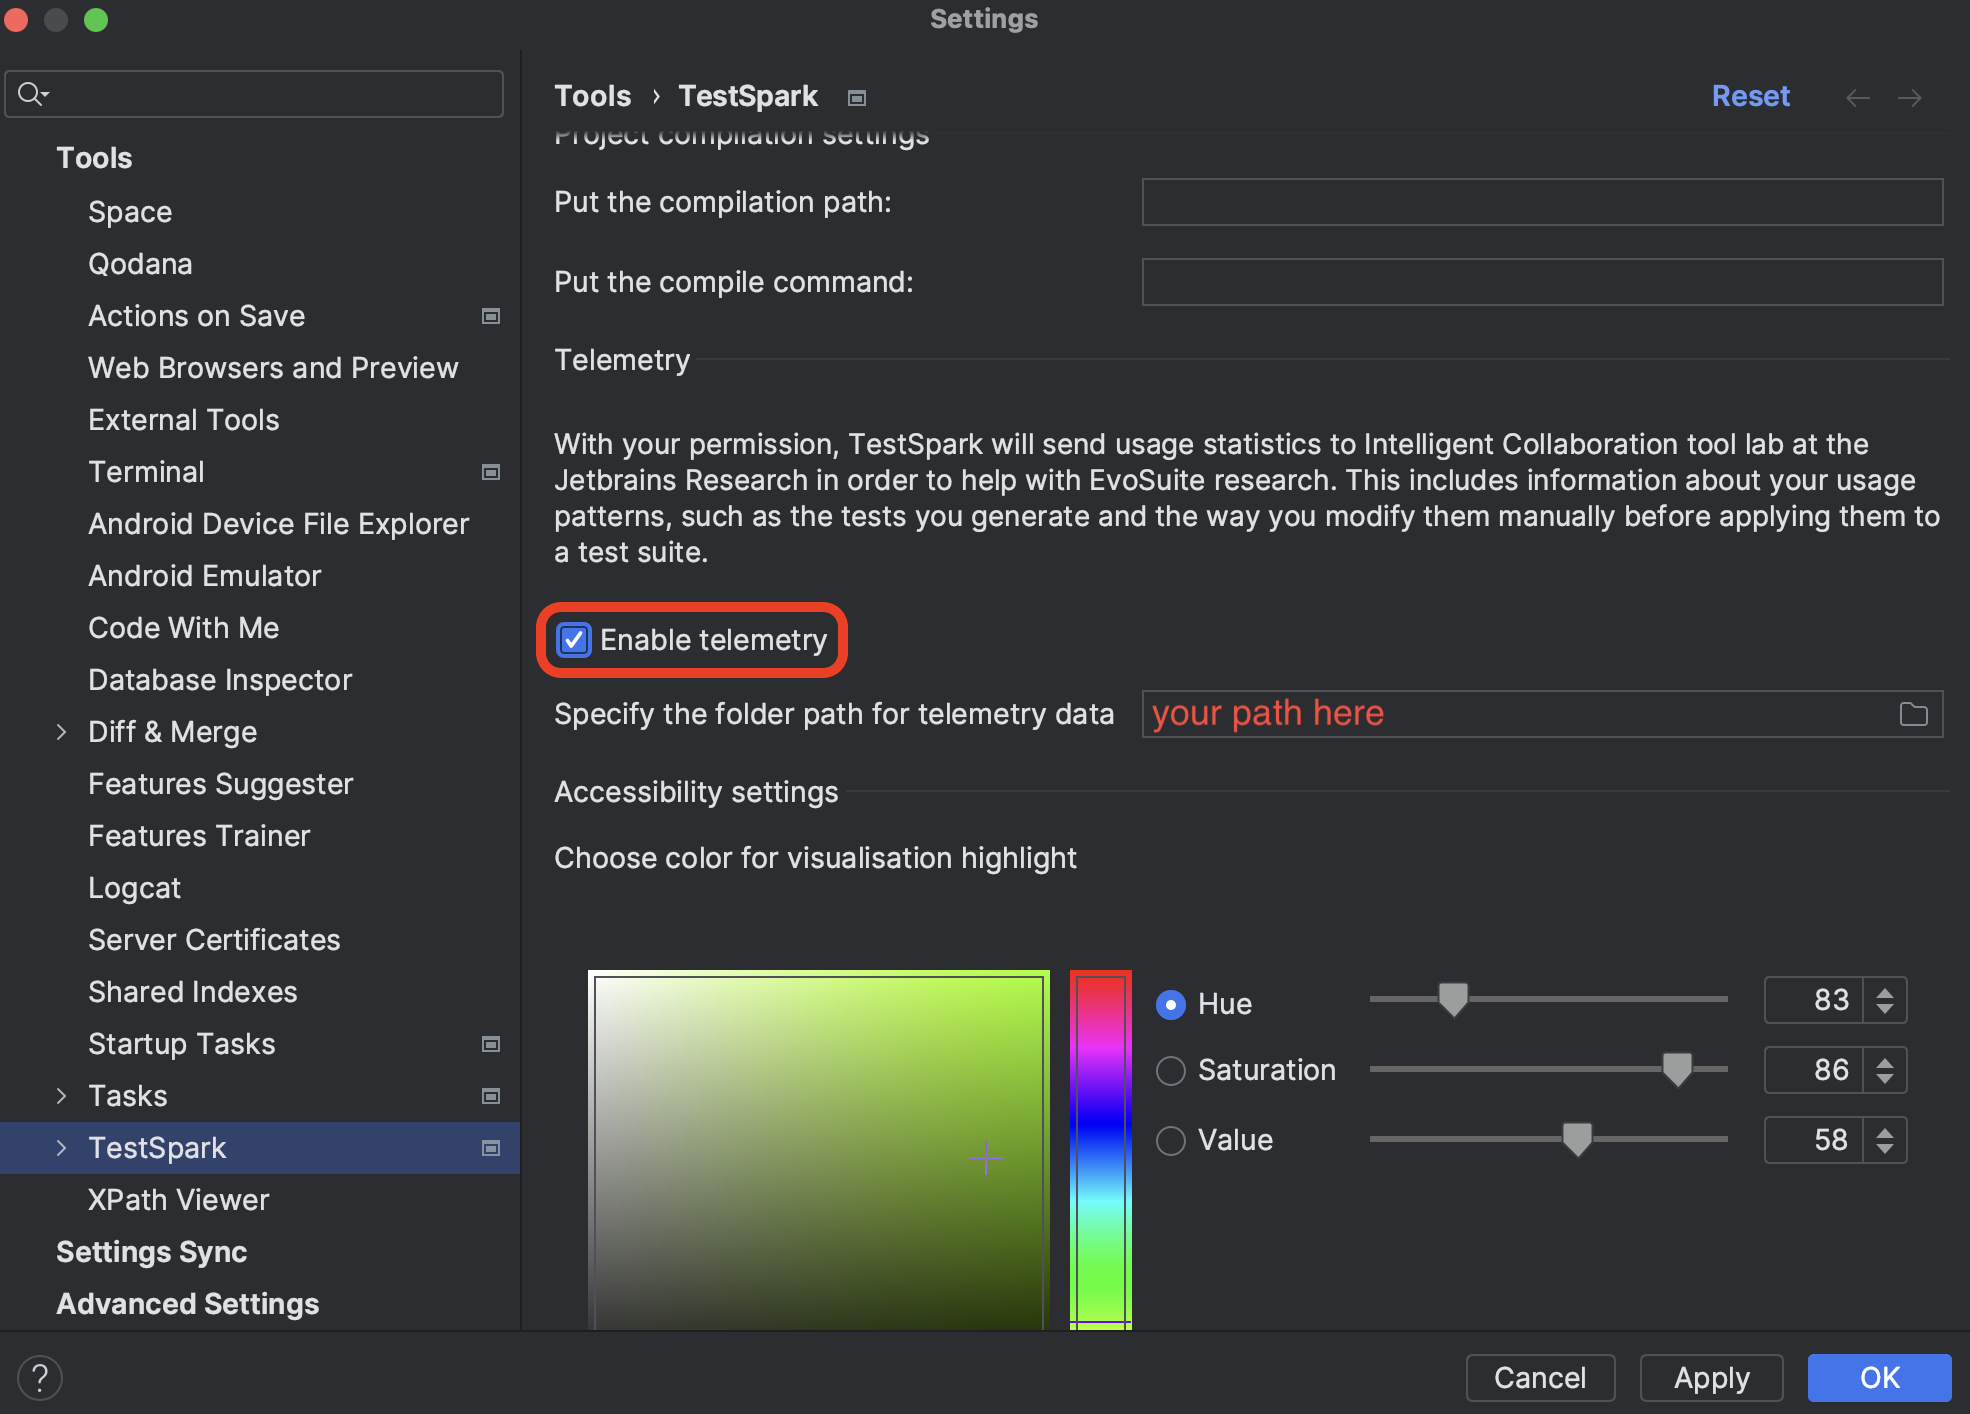 Settings
Tools
Space
Qodana
Actions on Save
Web Browsers and Preview
External Tools
Terminal
Android Device File Explorer
Android Emulator
Code With Me
Database Inspector
Diff & Merge
Features Suggester
Features Trainer
Logcat
Server Certificates
Shared Indexes
Startup Tasks
Tasks
TestSpark
XPath Viewer
Settings Sync
Advanced Settings
Tools › TestSpark
Reset
Project compilation settings
Put the compilation path:
Put the compile command:
Telemetry
With your permission, TestSpark will send usage statistics to Intelligent Collaboration tool lab at the
Jetbrains Research in order to help with EvoSuite research. This includes information about your usage
patterns, such as the tests you generate and the way you modify them manually before applying them to
a test suite.
Enable telemetry
Specify the folder path for telemetry data your path here
Accessibility settings
Choose color for visualisation highlight
Hue 83
Saturation 86
Value 58
?
Cancel Apply OK